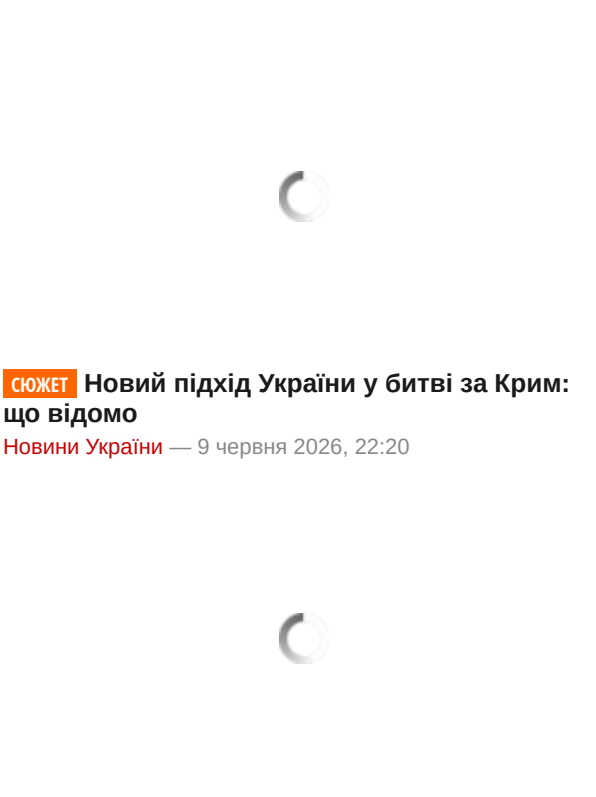 СЮЖЕТ Новий підхід України у битві за Крим:
що відомо
Новини України — 9 червня 2026, 22:20